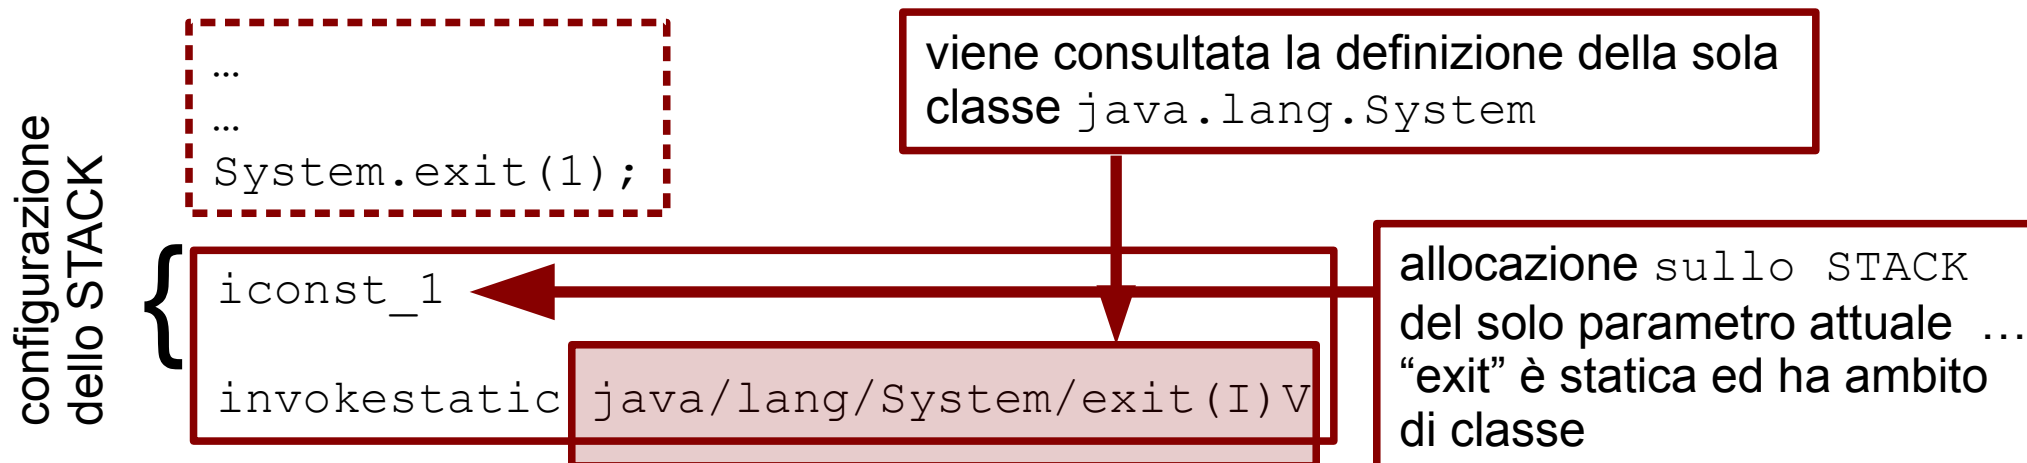 configurazione
dello STACK
…
…
System.exit(1);
viene consultata la definizione della sola
classe java.lang.System
{
iconst_1
invokestatic java/lang/System/exit(I)V
allocazione sullo STACK
del solo parametro attuale …
“exit” è statica ed ha ambito
di classe